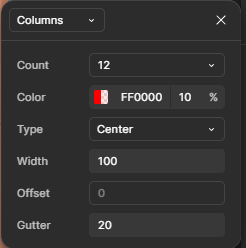 Columns
Count 12
Color FF0000 10 %
Type Center
Width 100
Offset 0
Gutter 20